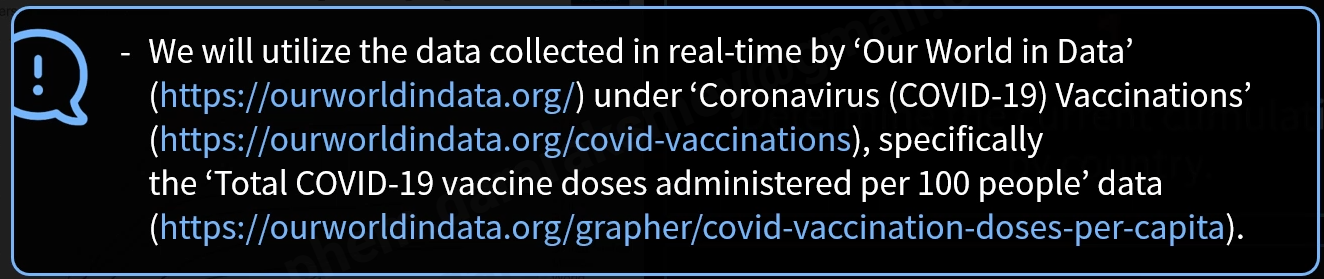 - We will utilize the data collected in real-time by ‘Our World in Data’
(https://ourworldindata.org/) under ‘Coronavirus (COVID-19) Vaccinations’
(https://ourworldindata.org/covid-vaccinations), specifically
the ‘Total COVID-19 vaccine doses administered per 100 people’ data
(https://ourworldindata.org/grapher/covid-vaccination-doses-per-capita).